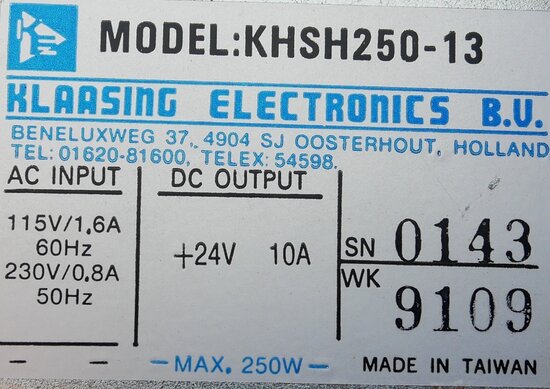 MODEL:KHSH250-13
KLAASING ELECTRONICS B.V.
BENELUXWEG 37, 4904 SJ OOSTERHOUT, HOLLAND
TEL: 01620-81600, TELEX: 54598.
AC INPUT
DC OUTPUT
115V/1.6A
60Hz
230V/0.8A
50Hz
+24V 10A
SN 0143
WK 9109
— — —MAX. 250W— MADE IN TAIWAN